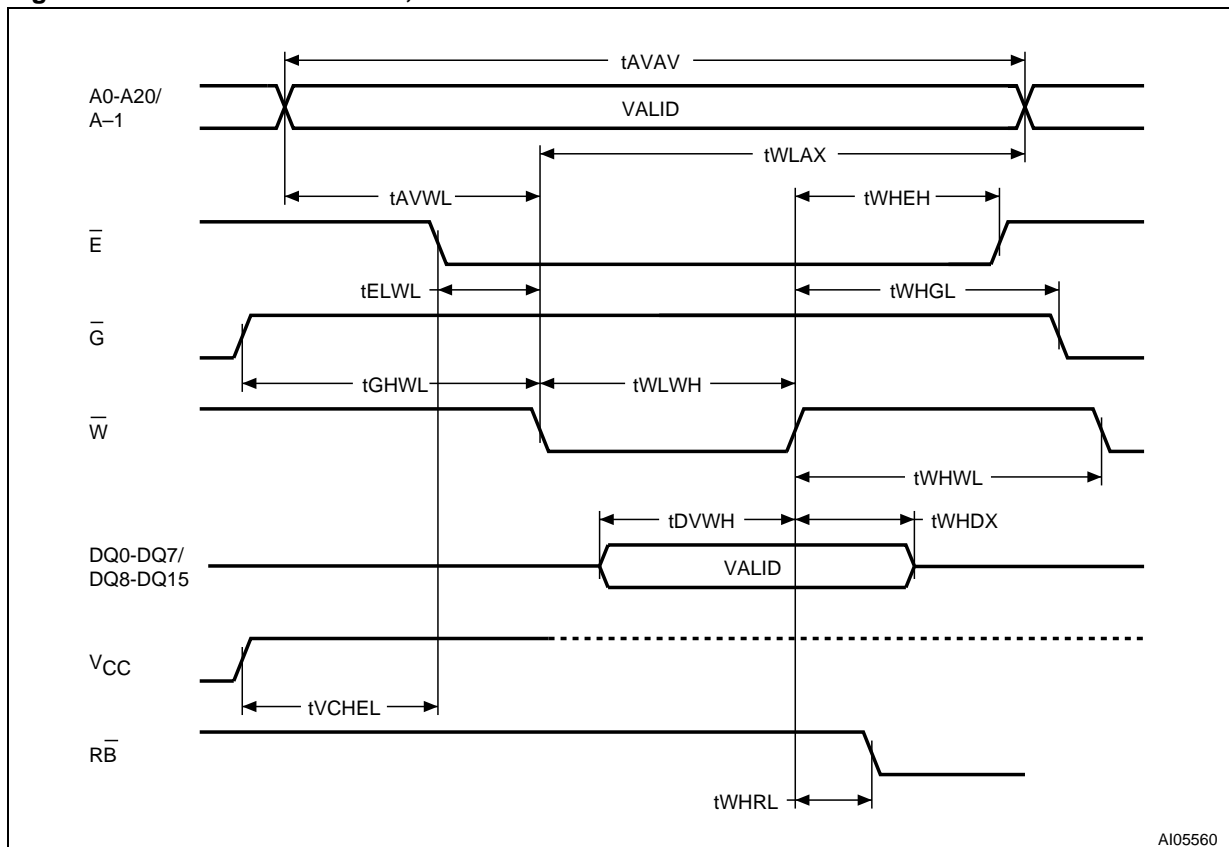 tAVAV
A0-A20/
A–1
VALID
tWLAX
tAVWL
tWHEH
E̅
tELWL
tWHGL
G̅
tGHWL
tWLWH
W̅
tWHWL
tDVWH
tWHDX
DQ0-DQ7/
DQ8-DQ15
VALID
VCC
tVCHEL
RB̅
tWHRL
AI05560